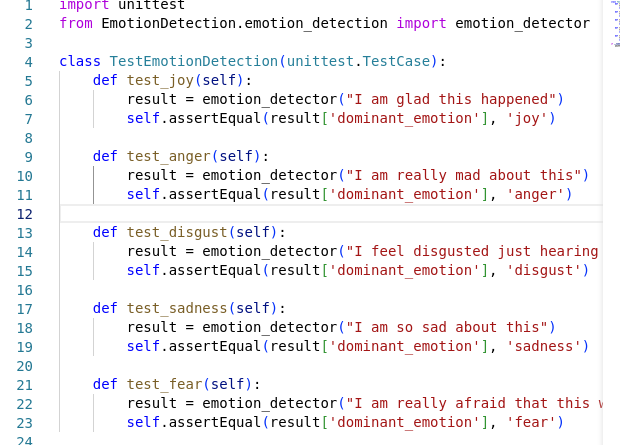 1 import unittest
2 from EmotionDetection.emotion_detection import emotion_detector
3
4 class TestEmotionDetection(unittest.TestCase):
5     def test_joy(self):
6         result = emotion_detector("I am glad this happened")
7         self.assertEqual(result['dominant_emotion'], 'joy')
8
9     def test_anger(self):
10         result = emotion_detector("I am really mad about this")
11         self.assertEqual(result['dominant_emotion'], 'anger')
12
13     def test_disgust(self):
14         result = emotion_detector("I feel disgusted just hearing
15         self.assertEqual(result['dominant_emotion'], 'disgust')
16
17     def test_sadness(self):
18         result = emotion_detector("I am so sad about this")
19         self.assertEqual(result['dominant_emotion'], 'sadness')
20
21     def test_fear(self):
22         result = emotion_detector("I am really afraid that this
23         self.assertEqual(result['dominant_emotion'], 'fear')
24